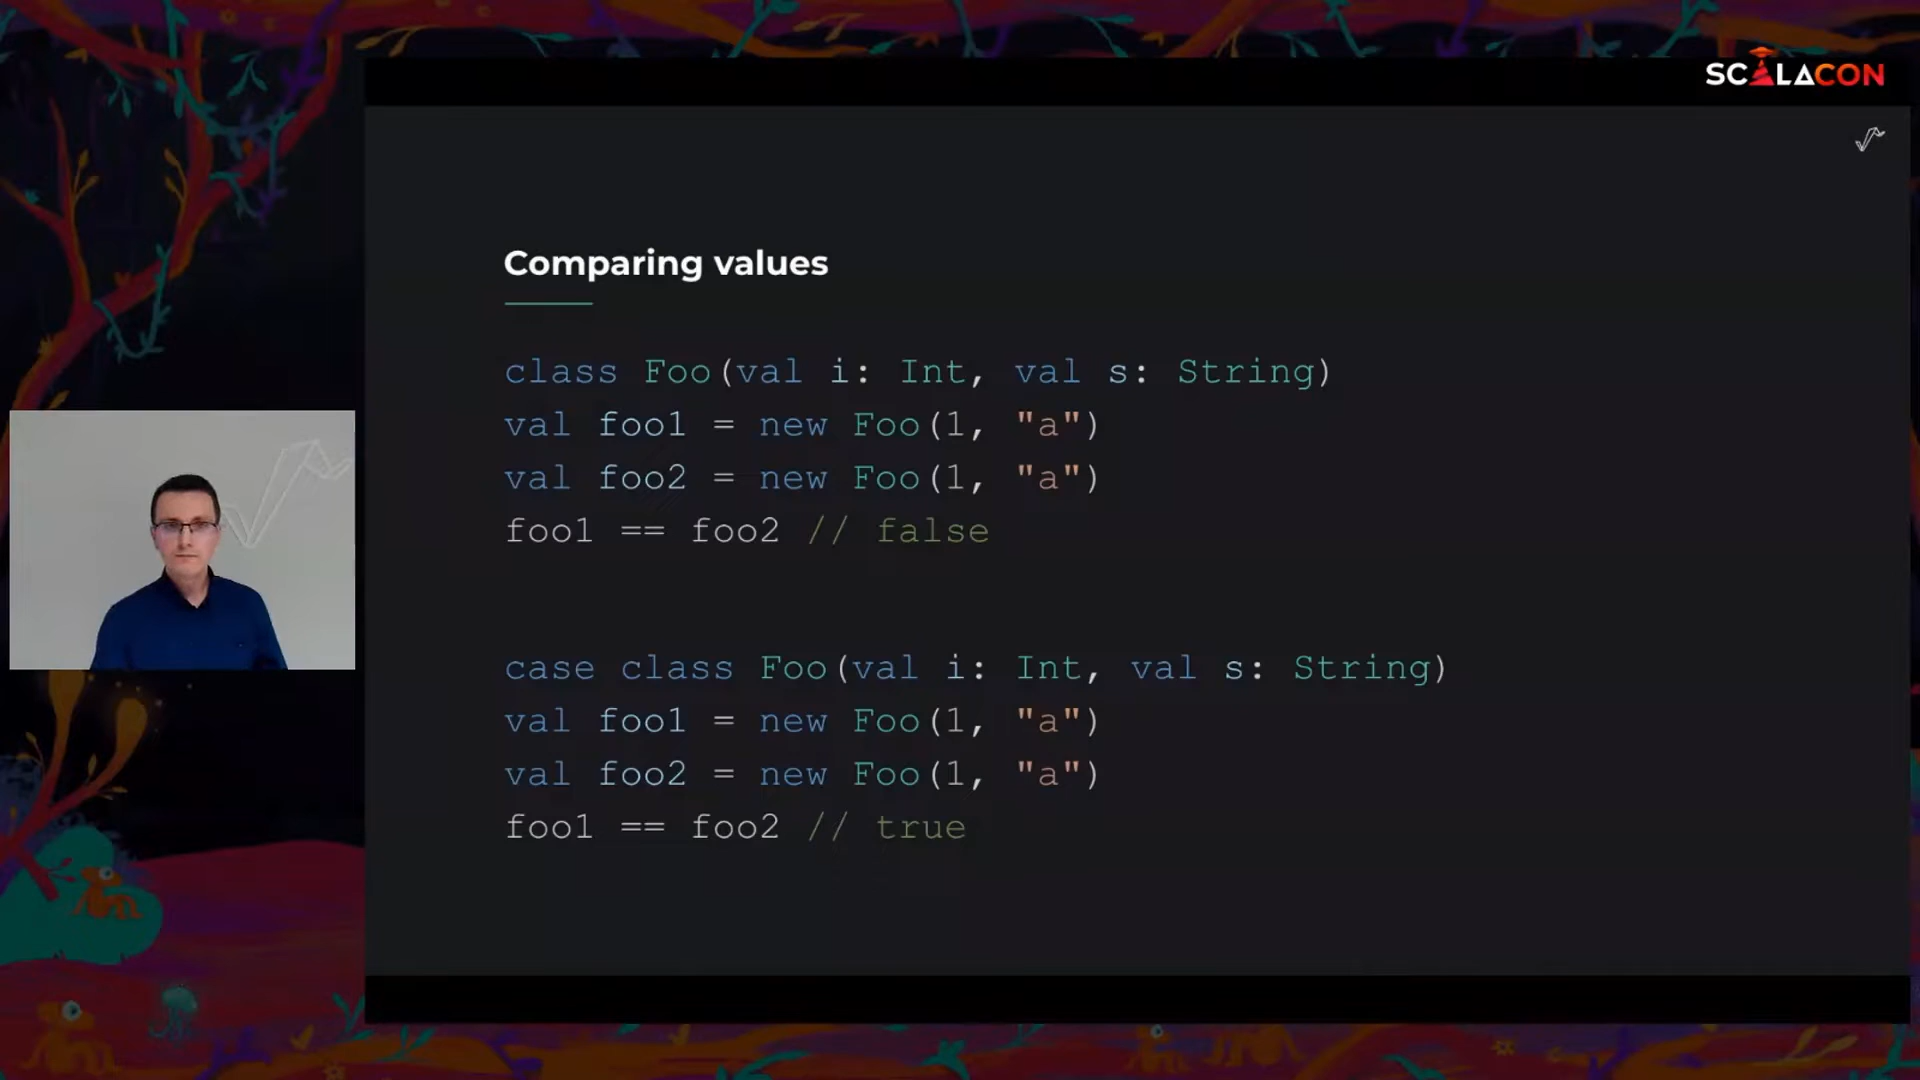 SCALACON
Comparing values
class Foo(val i: Int, val s: String)
val foo1 = new Foo(1, "a")
val foo2 = new Foo(1, "a")
foo1 == foo2 // false
case class Foo(val i: Int, val s: String)
val foo1 = new Foo(1, "a")
val foo2 = new Foo(1, "a")
foo1 == foo2 // true